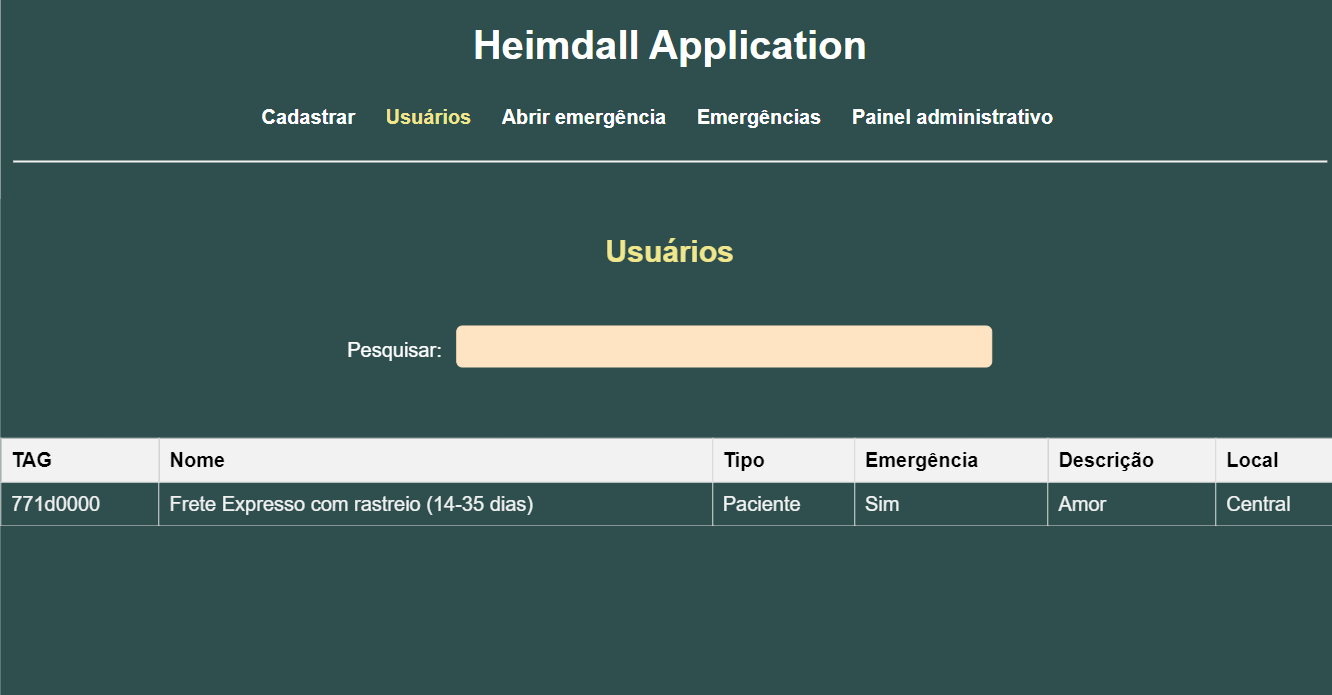 Heimdall Application
Cadastrar Usuários Abrir emergência Emergências Painel administrativo
Usuários
Pesquisar:
TAG Nome Tipo Emergência Descrição Local
771d0000 Frete Expresso com rastreio (14-35 dias) Paciente Sim Amor Central